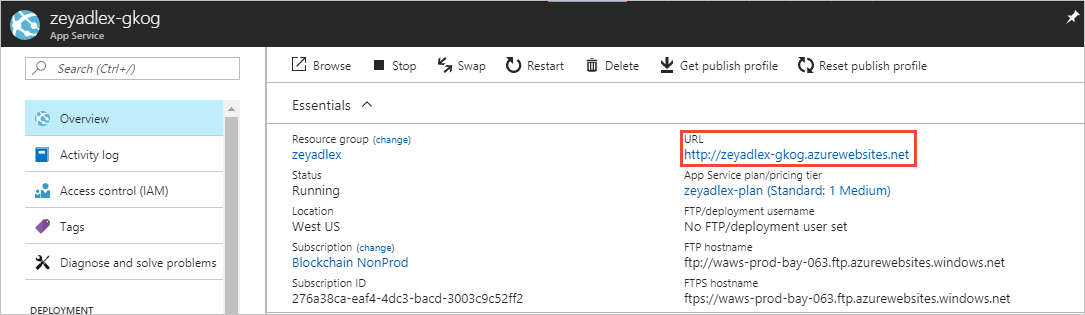 zeyadlex-gkog
App Service
Search (Ctrl+/)
Overview
Activity log
Access control (IAM)
Tags
Diagnose and solve problems
DEPLOYMENT
Browse Stop Swap Restart Delete Get publish profile Reset publish profile
Essentials
Resource group (change)
zeyadlex
Status
Running
Location
West US
Subscription (change)
Blockchain NonProd
Subscription ID
276a38ca-eaf4-4dc3-bacd-3003c9c52ff2
URL
http://zeyadlex-gkog.azurewebsites.net
App Service plan/pricing tier
zeyadlex-plan (Standard: 1 Medium)
FTP/deployment username
No FTP/deployment user set
FTP hostname
ftp://waws-prod-bay-063.ftp.azurewebsites.windows.net
FTPS hostname
ftps://waws-prod-bay-063.ftp.azurewebsites.windows.net